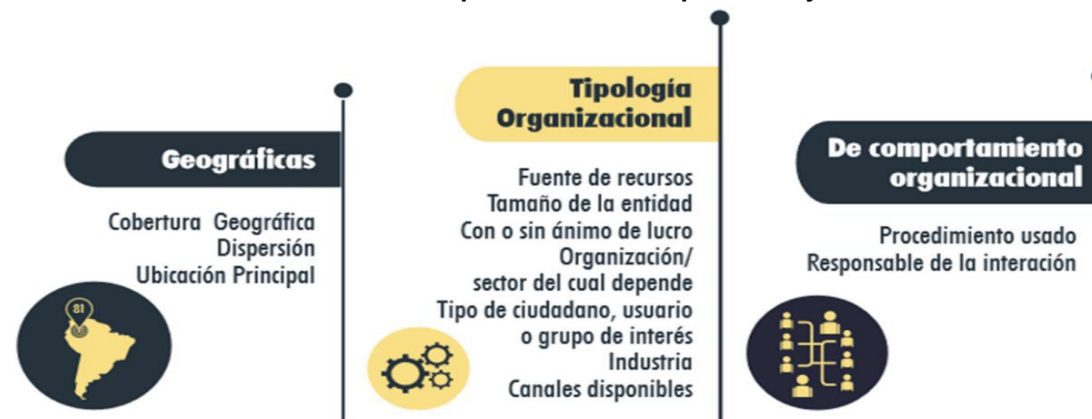 Geográficas
Cobertura Geográfica
Dispersión
Ubicación Principal
81
Tipología
Organizacional
Fuente de recursos
Tamaño de la entidad
Con o sin ánimo de lucro
Organización/
sector del cual depende
Tipo de ciudadano, usuario
o grupo de interés
Industria
Canales disponibles
De comportamiento
organizacional
Procedimiento usado
Responsable de la interación